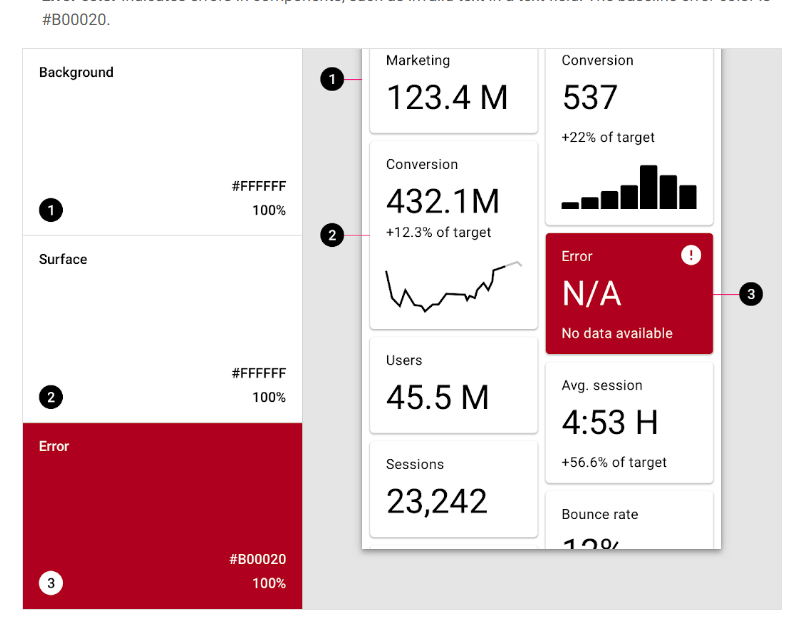 #B00020.
Background
#FFFFFF
1
100%
Surface
#FFFFFF
2
100%
Error
#B00020
3
100%
1
2
3
Marketing
123.4 M
Conversion
432.1M
+12.3% of target
Users
45.5 M
Sessions
23,242
Conversion
537
+22% of target
Error
!
N/A
No data available
Avg. session
4:53 H
+56.6% of target
Bounce rate
12%